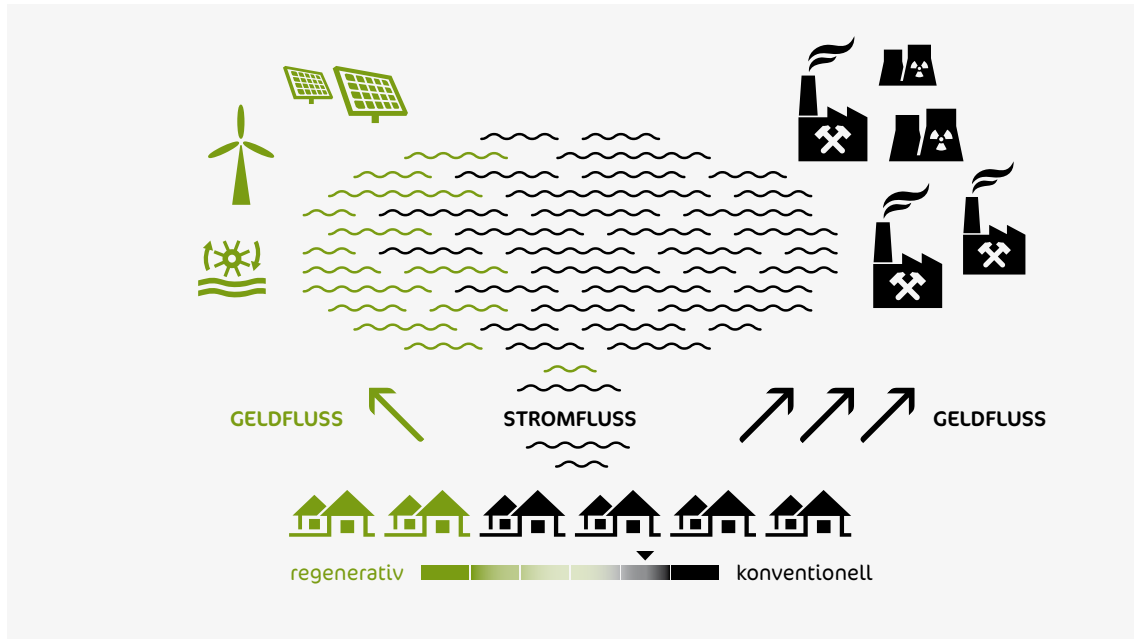 GELDFLUSS
STROMFLUSS
GELDFLUSS
regenerativ
konventionell